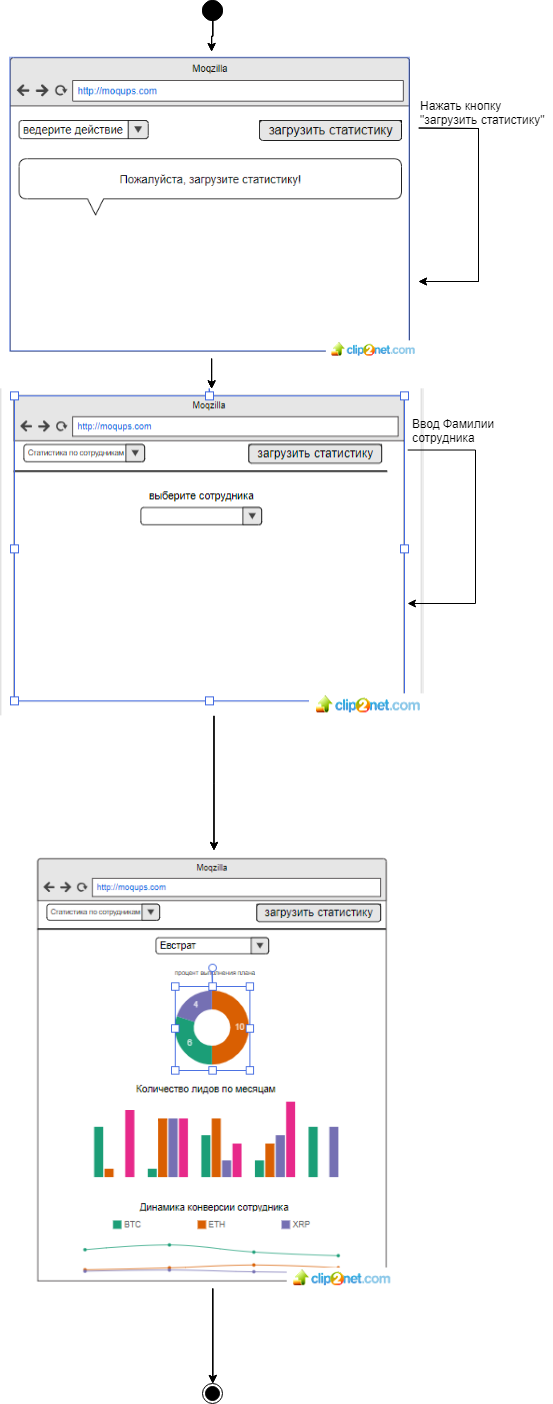 Moqzilla
http://moqups.com
ведерите действие
загрузить статистику
Нажать кнопку
"загрузить статистику"
Пожалуйста, загрузите статистику!
clip2net.com
Moqzilla
http://moqups.com
Статистика по сотрудникам
загрузить статистику
Ввод Фамилии
сотрудника
выберите сотрудника
clip2net.com
Moqzilla
http://moqups.com
Статистика по сотрудникам
загрузить статистику
Евстрат
процент выполнения плана
4
10
6
Количество лидов по месяцам
Динамика конверсии сотрудника
BTC
ETH
XRP
clip2net.com